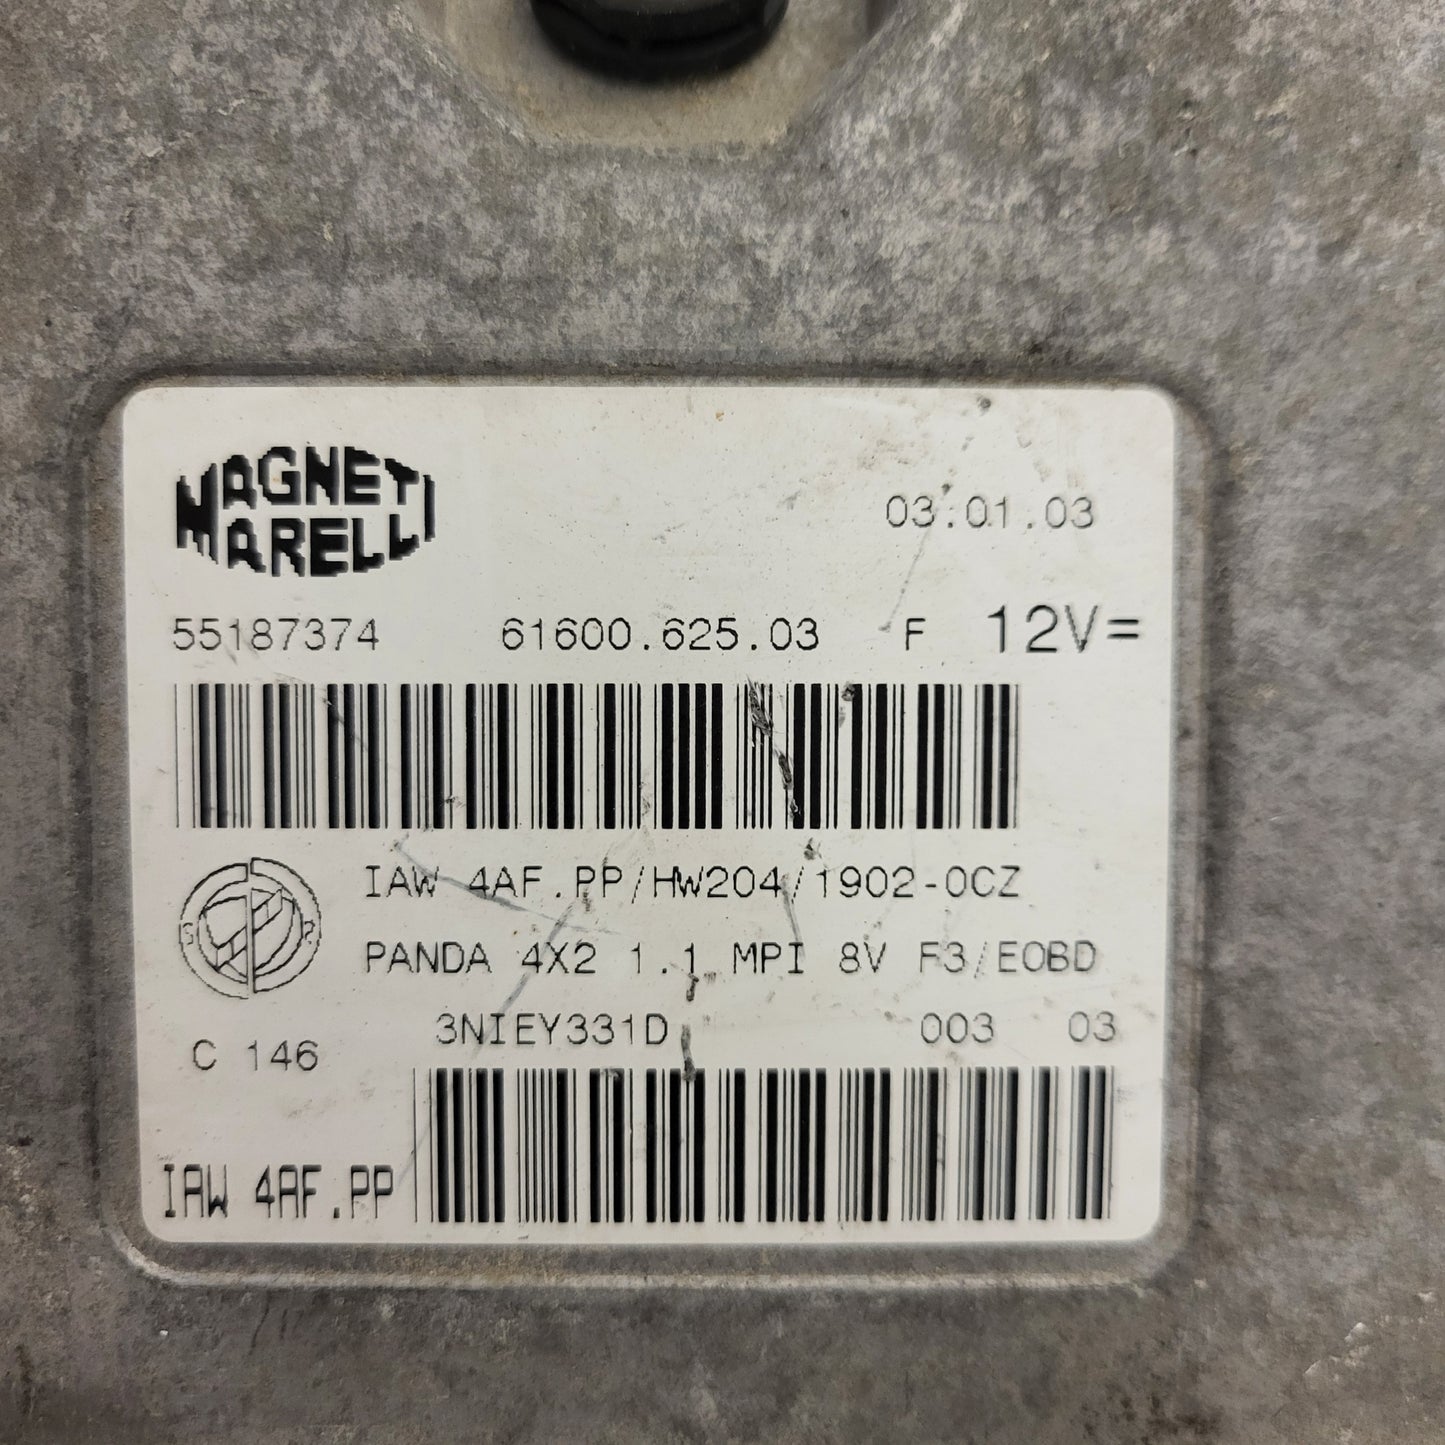 MAGNETI
MARELLI
03.01.03
55187374 61600.625.03 F 12V=
IAW 4AF.PP/HW204/1902-0CZ
PANDA 4X2 1.1 MPI 8V F3/EOBD
3NIEY331D 003 03
C 146
IAW 4AF.PP